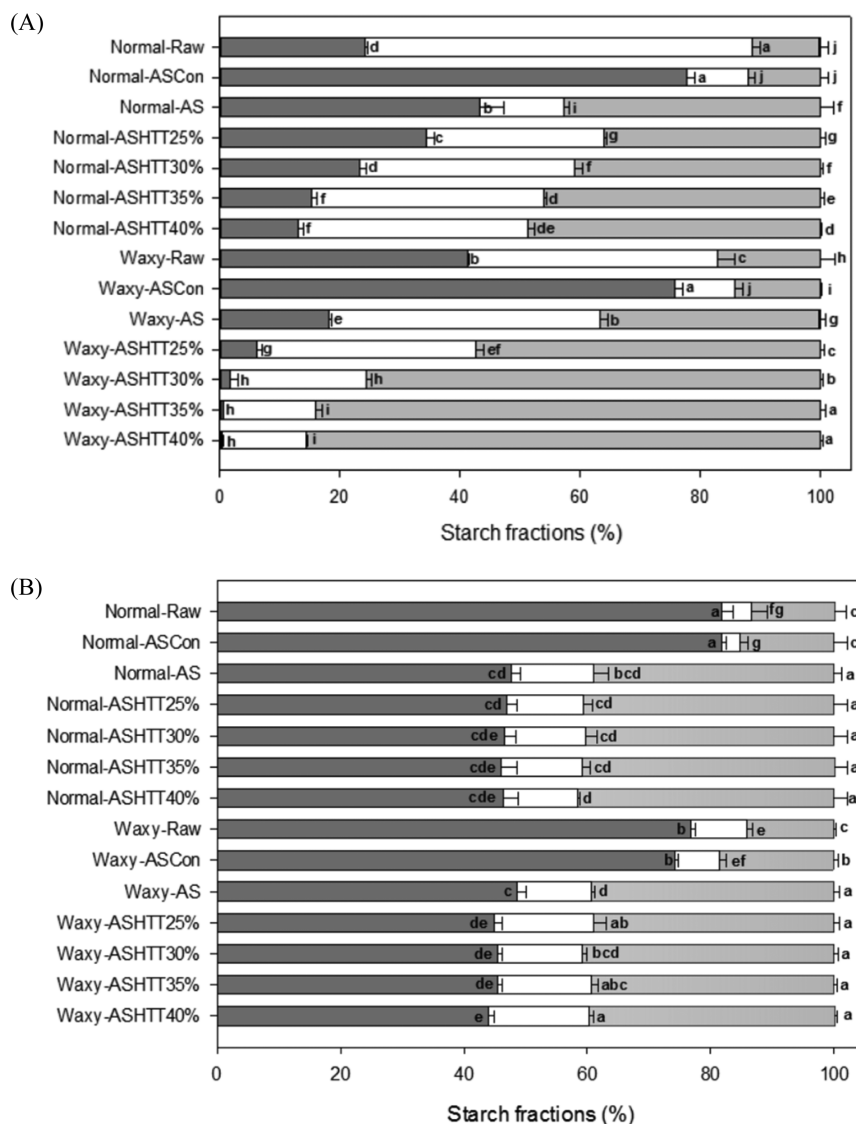 (A)
Normal-Raw d a j
Normal-ASCon a j j
Normal-AS b i f
Normal-ASHTT25% c g g
Normal-ASHTT30% d f f
Normal-ASHTT35% f d e
Normal-ASHTT40% f de d
Waxy-Raw b c h
Waxy-ASCon a j i
Waxy-AS e b g
Waxy-ASHTT25% g ef c
Waxy-ASHTT30% h h b
Waxy-ASHTT35% h i a
Waxy-ASHTT40% h i a
0 20 40 60 80 100
Starch fractions (%)
(B)
Normal-Raw a fg
Normal-ASCon a g
Normal-AS cd bcd a
Normal-ASHTT25% cd cd a
Normal-ASHTT30% cde cd a
Normal-ASHTT35% cde cd a
Normal-ASHTT40% cde d a
Waxy-Raw b e c
Waxy-ASCon b ef b
Waxy-AS c d a
Waxy-ASHTT25% de ab a
Waxy-ASHTT30% de bcd a
Waxy-ASHTT35% de abc a
Waxy-ASHTT40% e a a
0 20 40 60 80 100
Starch fractions (%)